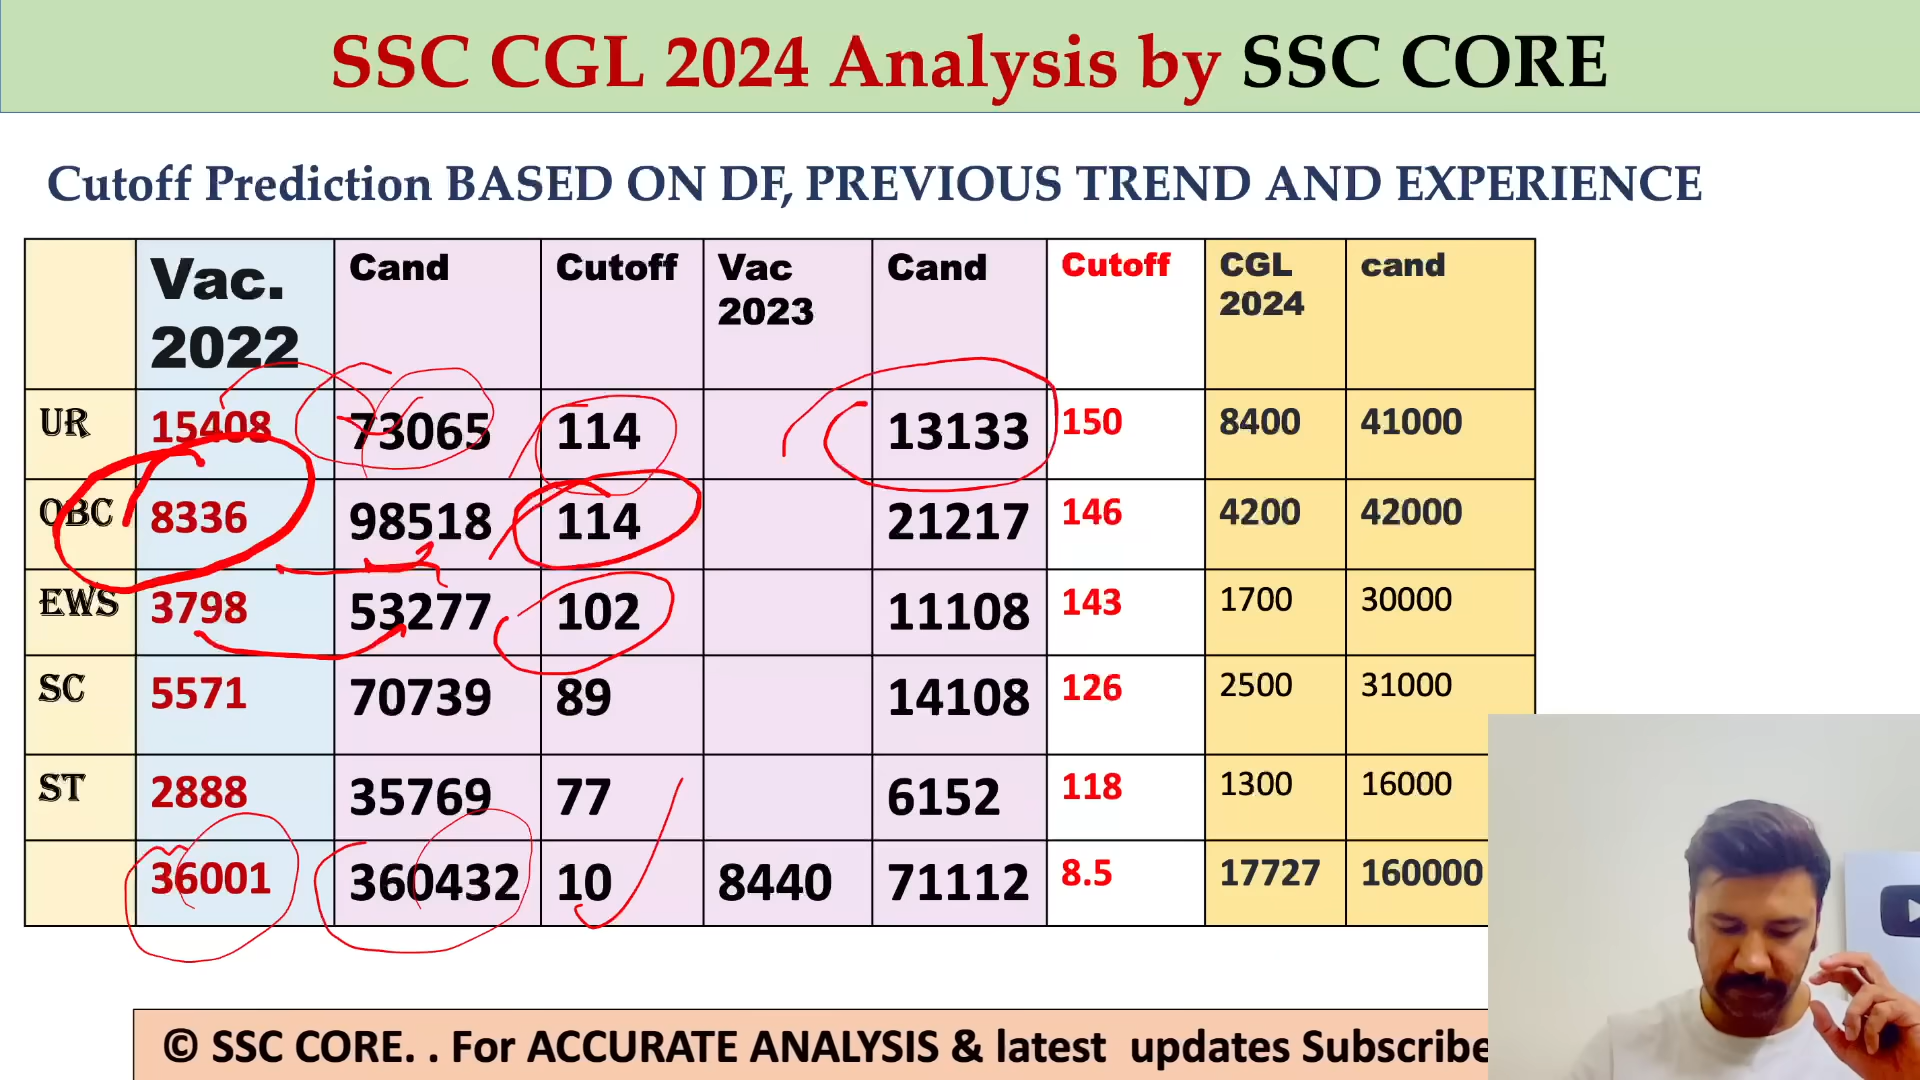 SSC CGL 2024 Analysis by SSC CORE
Cutoff Prediction BASED ON DF, PREVIOUS TREND AND EXPERIENCE
Vac. 2022 Cand Cutoff Vac 2023 Cand Cutoff CGL 2024 cand
UR 15408 73065 114 13133 150 8400 41000
OBC 8336 98518 114 21217 146 4200 42000
EWS 3798 53277 102 11108 143 1700 30000
SC 5571 70739 89 14108 126 2500 31000
ST 2888 35769 77 6152 118 1300 16000
36001 360432 10 8440 71112 8.5 17727 160000
© SSC CORE. . For ACCURATE ANALYSIS & latest updates Subscribe